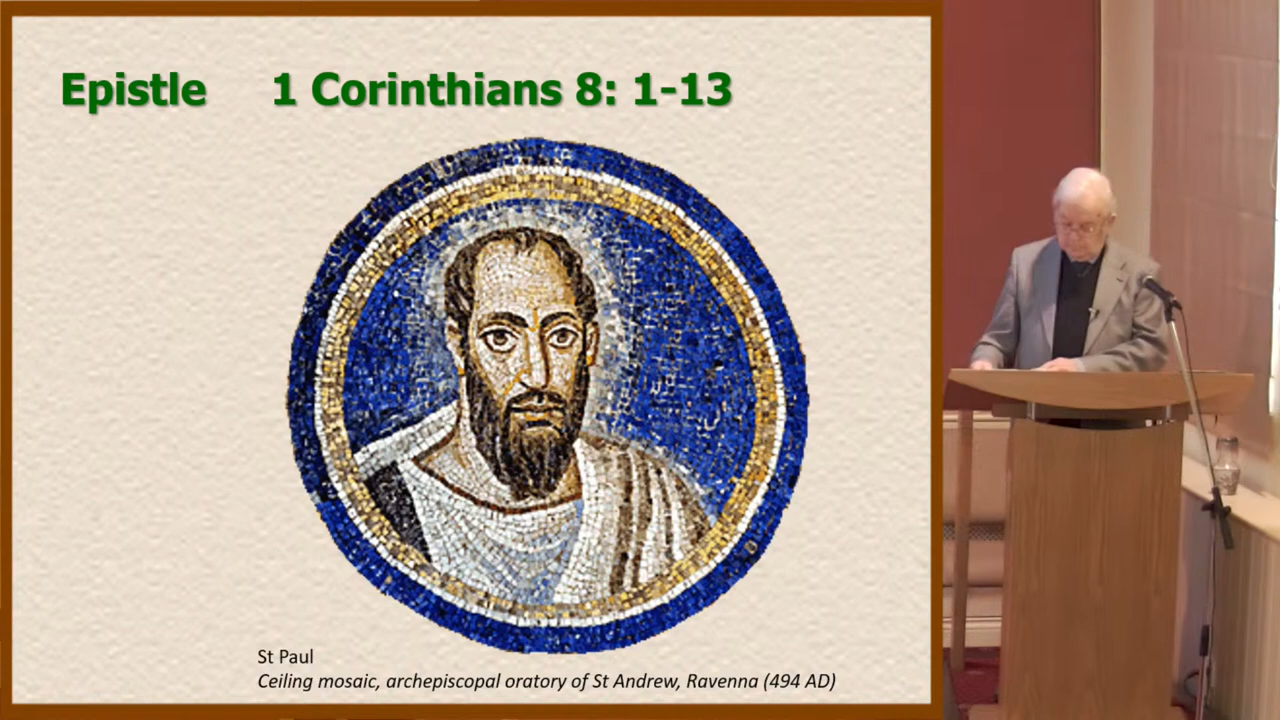 Epistle 1 Corinthians 8: 1-13
St Paul
Ceiling mosaic, archepiscopal oratory of St Andrew, Ravenna (494 AD)